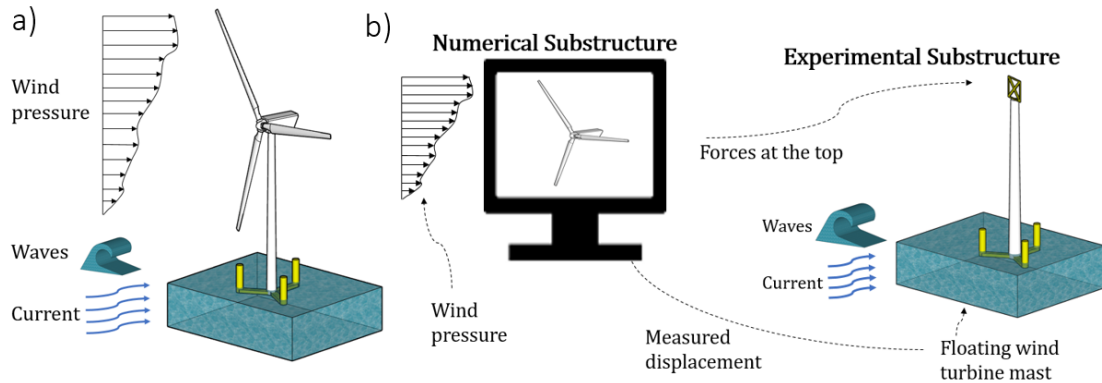 a)
Wind
pressure
Waves
Current
b)
Numerical Substructure
Wind
pressure
Experimental Substructure
Forces at the top
Waves
Current
Measured
displacement
Floating wind
turbine mast